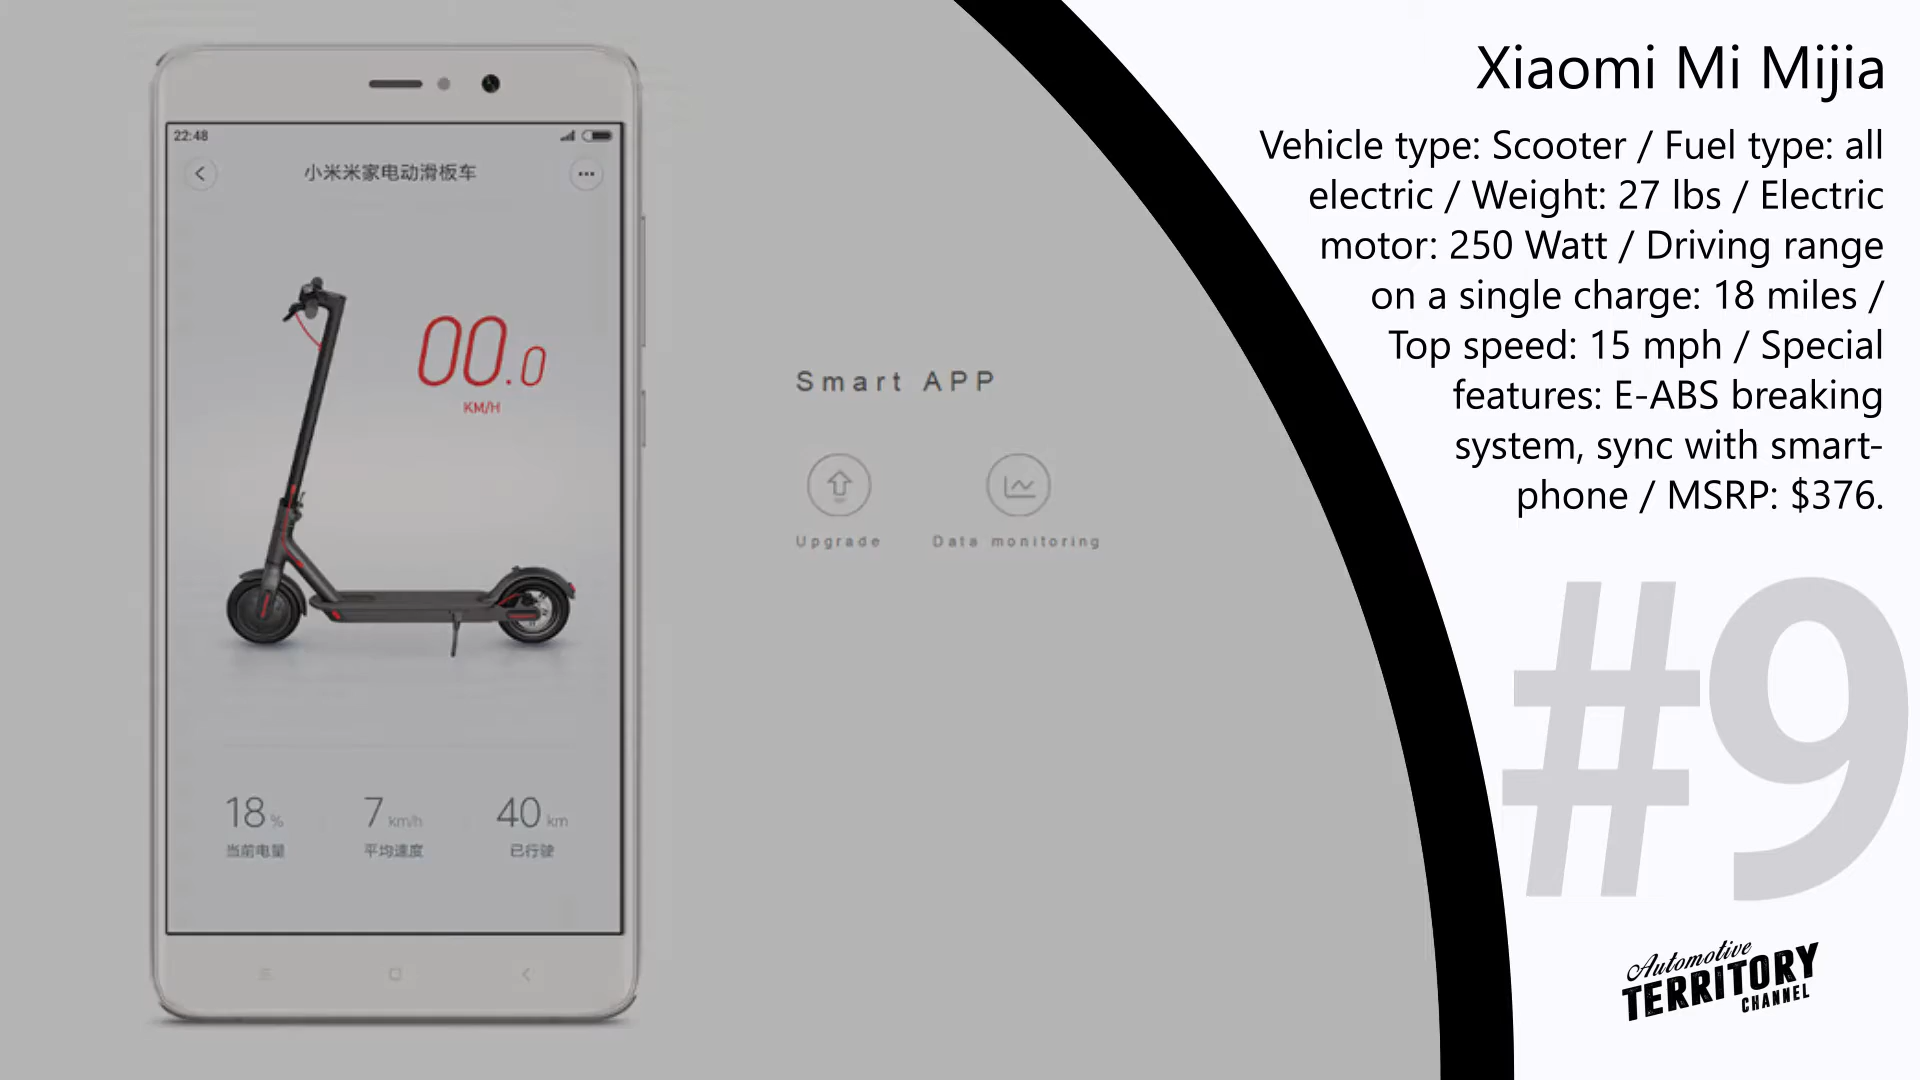 22:48
小米米家电动滑板车
00.0
KM/H
18 %
当前电量
7 km/h
平均速度
40 km
已行驶
Smart APP
Upgrade
Data monitoring
Xiaomi Mi Mijia
Vehicle type: Scooter / Fuel type: all
electric / Weight: 27 lbs / Electric
motor: 250 Watt / Driving range
on a single charge: 18 miles /
Top speed: 15 mph / Special
features: E-ABS breaking
system, sync with smart-
phone / MSRP: $376.
#9
Automotive
TERRITORY
CHANNEL